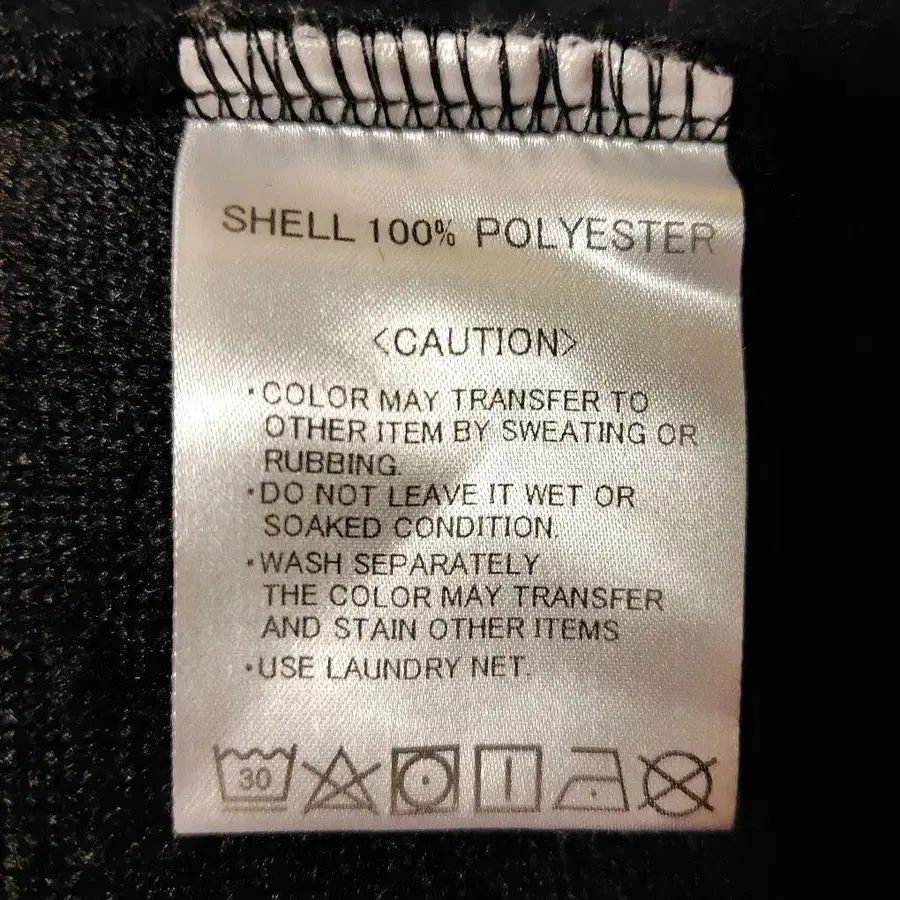 SHELL 100% POLYESTER
<CAUTION>
・COLOR MAY TRANSFER TO
OTHER ITEM BY SWEATING OR
RUBBING.
・DO NOT LEAVE IT WET OR
SOAKED CONDITION.
・WASH SEPARATELY
THE COLOR MAY TRANSFER
AND STAIN OTHER ITEMS
・USE LAUNDRY NET.
30